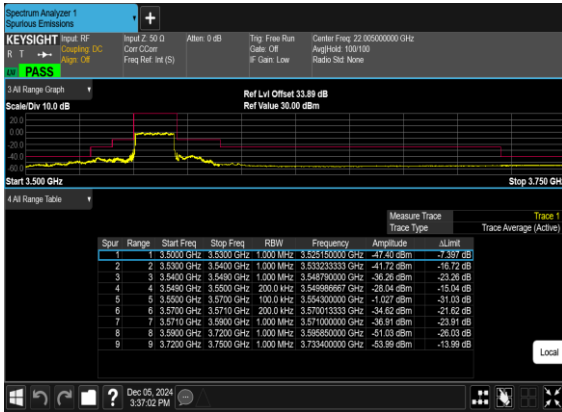 Spectrum Analyzer 1
Spurious Emissions
+
KEYSIGHT Input: RF Input Z: 50 Ω Atten: 0 dB Trig: Free Run Center Freq: 22.005000000 GHz
R T Coupling: DC Corr CCorr Gate: Off Avg|Hold: 100/100
Align: Off Freq Ref: Int (S) IF Gain: Low Radio Std: None
LXI PASS
3 All Range Graph
Ref Lvl Offset 33.89 dB
Scale/Div 10.0 dB Ref Value 30.00 dBm
20.0
0.00
-20.0
-40.0
-60.0
Start 3.500 GHz Stop 3.750 GHz
4 All Range Table
Measure Trace Trace 1
Trace Type Trace Average (Active)
Spur Range Start Freq Stop Freq RBW Frequency Amplitude ΔLimit
1 1 3.5000 GHz 3.5300 GHz 1.000 MHz 3.525150000 GHz -47.40 dBm -7.397 dB
2 2 3.5300 GHz 3.5400 GHz 1.000 MHz 3.533233333 GHz -41.72 dBm -16.72 dB
3 3 3.5400 GHz 3.5490 GHz 1.000 MHz 3.548790000 GHz -36.26 dBm -23.26 dB
4 4 3.5490 GHz 3.5500 GHz 200.0 kHz 3.549986667 GHz -28.04 dBm -15.04 dB
5 5 3.5500 GHz 3.5700 GHz 100.0 kHz 3.554300000 GHz -1.027 dBm -31.03 dB
6 6 3.5700 GHz 3.5710 GHz 200.0 kHz 3.570013333 GHz -34.62 dBm -21.62 dB
7 7 3.5710 GHz 3.5900 GHz 1.000 MHz 3.571000000 GHz -36.91 dBm -23.91 dB
8 8 3.5900 GHz 3.7200 GHz 1.000 MHz 3.595850000 GHz -51.03 dBm -26.03 dB
9 9 3.7200 GHz 3.7500 GHz 1.000 MHz 3.733400000 GHz -53.99 dBm -13.99 dB
Local
? Dec 05, 2024
3:37:02 PM